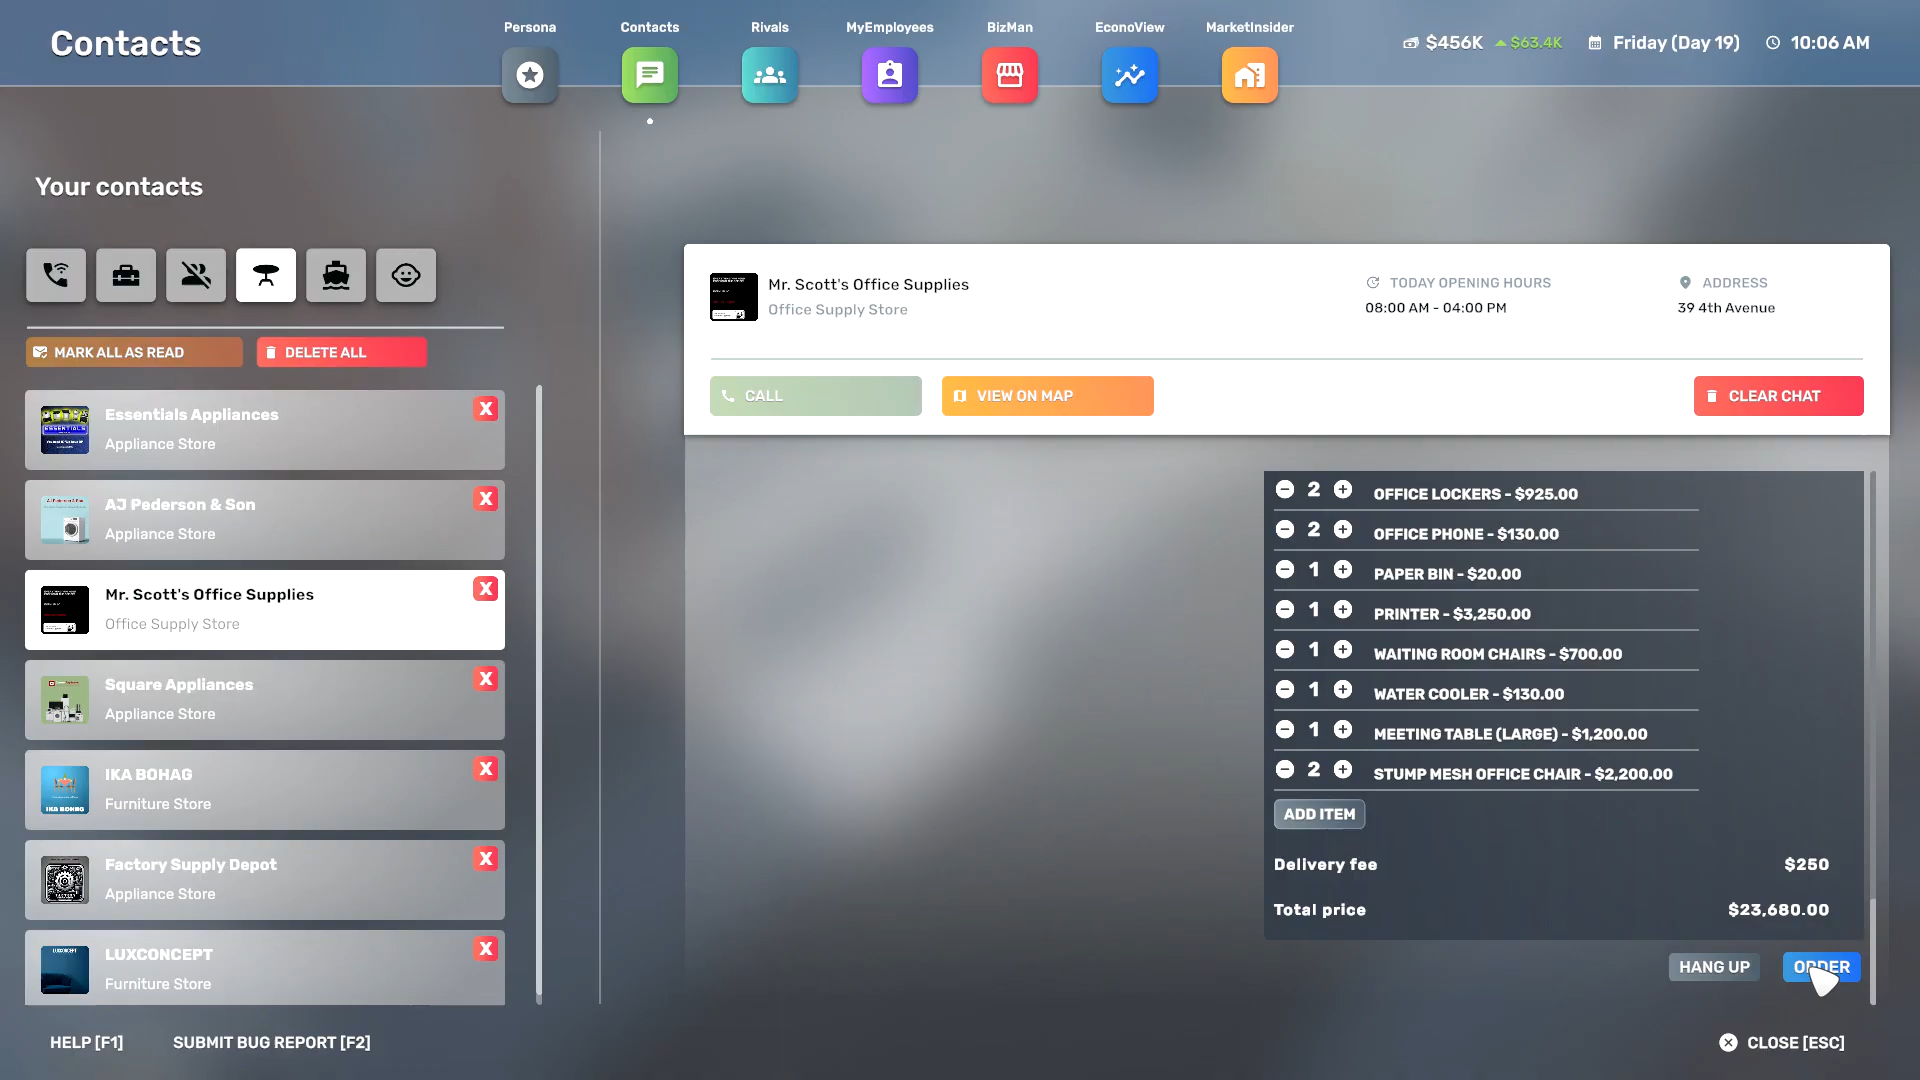 Contacts
Persona
Contacts
Rivals
MyEmployees
BizMan
EconoView
MarketInsider
$456K
$63.4K
Friday (Day 19)
10:06 AM
Your contacts
MARK ALL AS READ
DELETE ALL
Essentials Appliances
Appliance Store
X
AJ Pederson & Son
Appliance Store
X
Mr. Scott's Office Supplies
Office Supply Store
X
Square Appliances
Appliance Store
X
IKA BOHAG
IKA BOHAG
Furniture Store
X
Factory Supply Depot
Appliance Store
X
LUXCONCEPT
LUXCONCEPT
Furniture Store
X
Mr. Scott's Office Supplies
Office Supply Store
TODAY OPENING HOURS
08:00 AM - 04:00 PM
ADDRESS
39 4th Avenue
CALL
VIEW ON MAP
CLEAR CHAT
2 OFFICE LOCKERS - $925.00
2 OFFICE PHONE - $130.00
1 PAPER BIN - $20.00
1 PRINTER - $3,250.00
1 WAITING ROOM CHAIRS - $700.00
1 WATER COOLER - $130.00
1 MEETING TABLE (LARGE) - $1,200.00
2 STUMP MESH OFFICE CHAIR - $2,200.00
ADD ITEM
Delivery fee $250
Total price $23,680.00
HANG UP
ORDER
HELP [F1]
SUBMIT BUG REPORT [F2]
CLOSE [ESC]